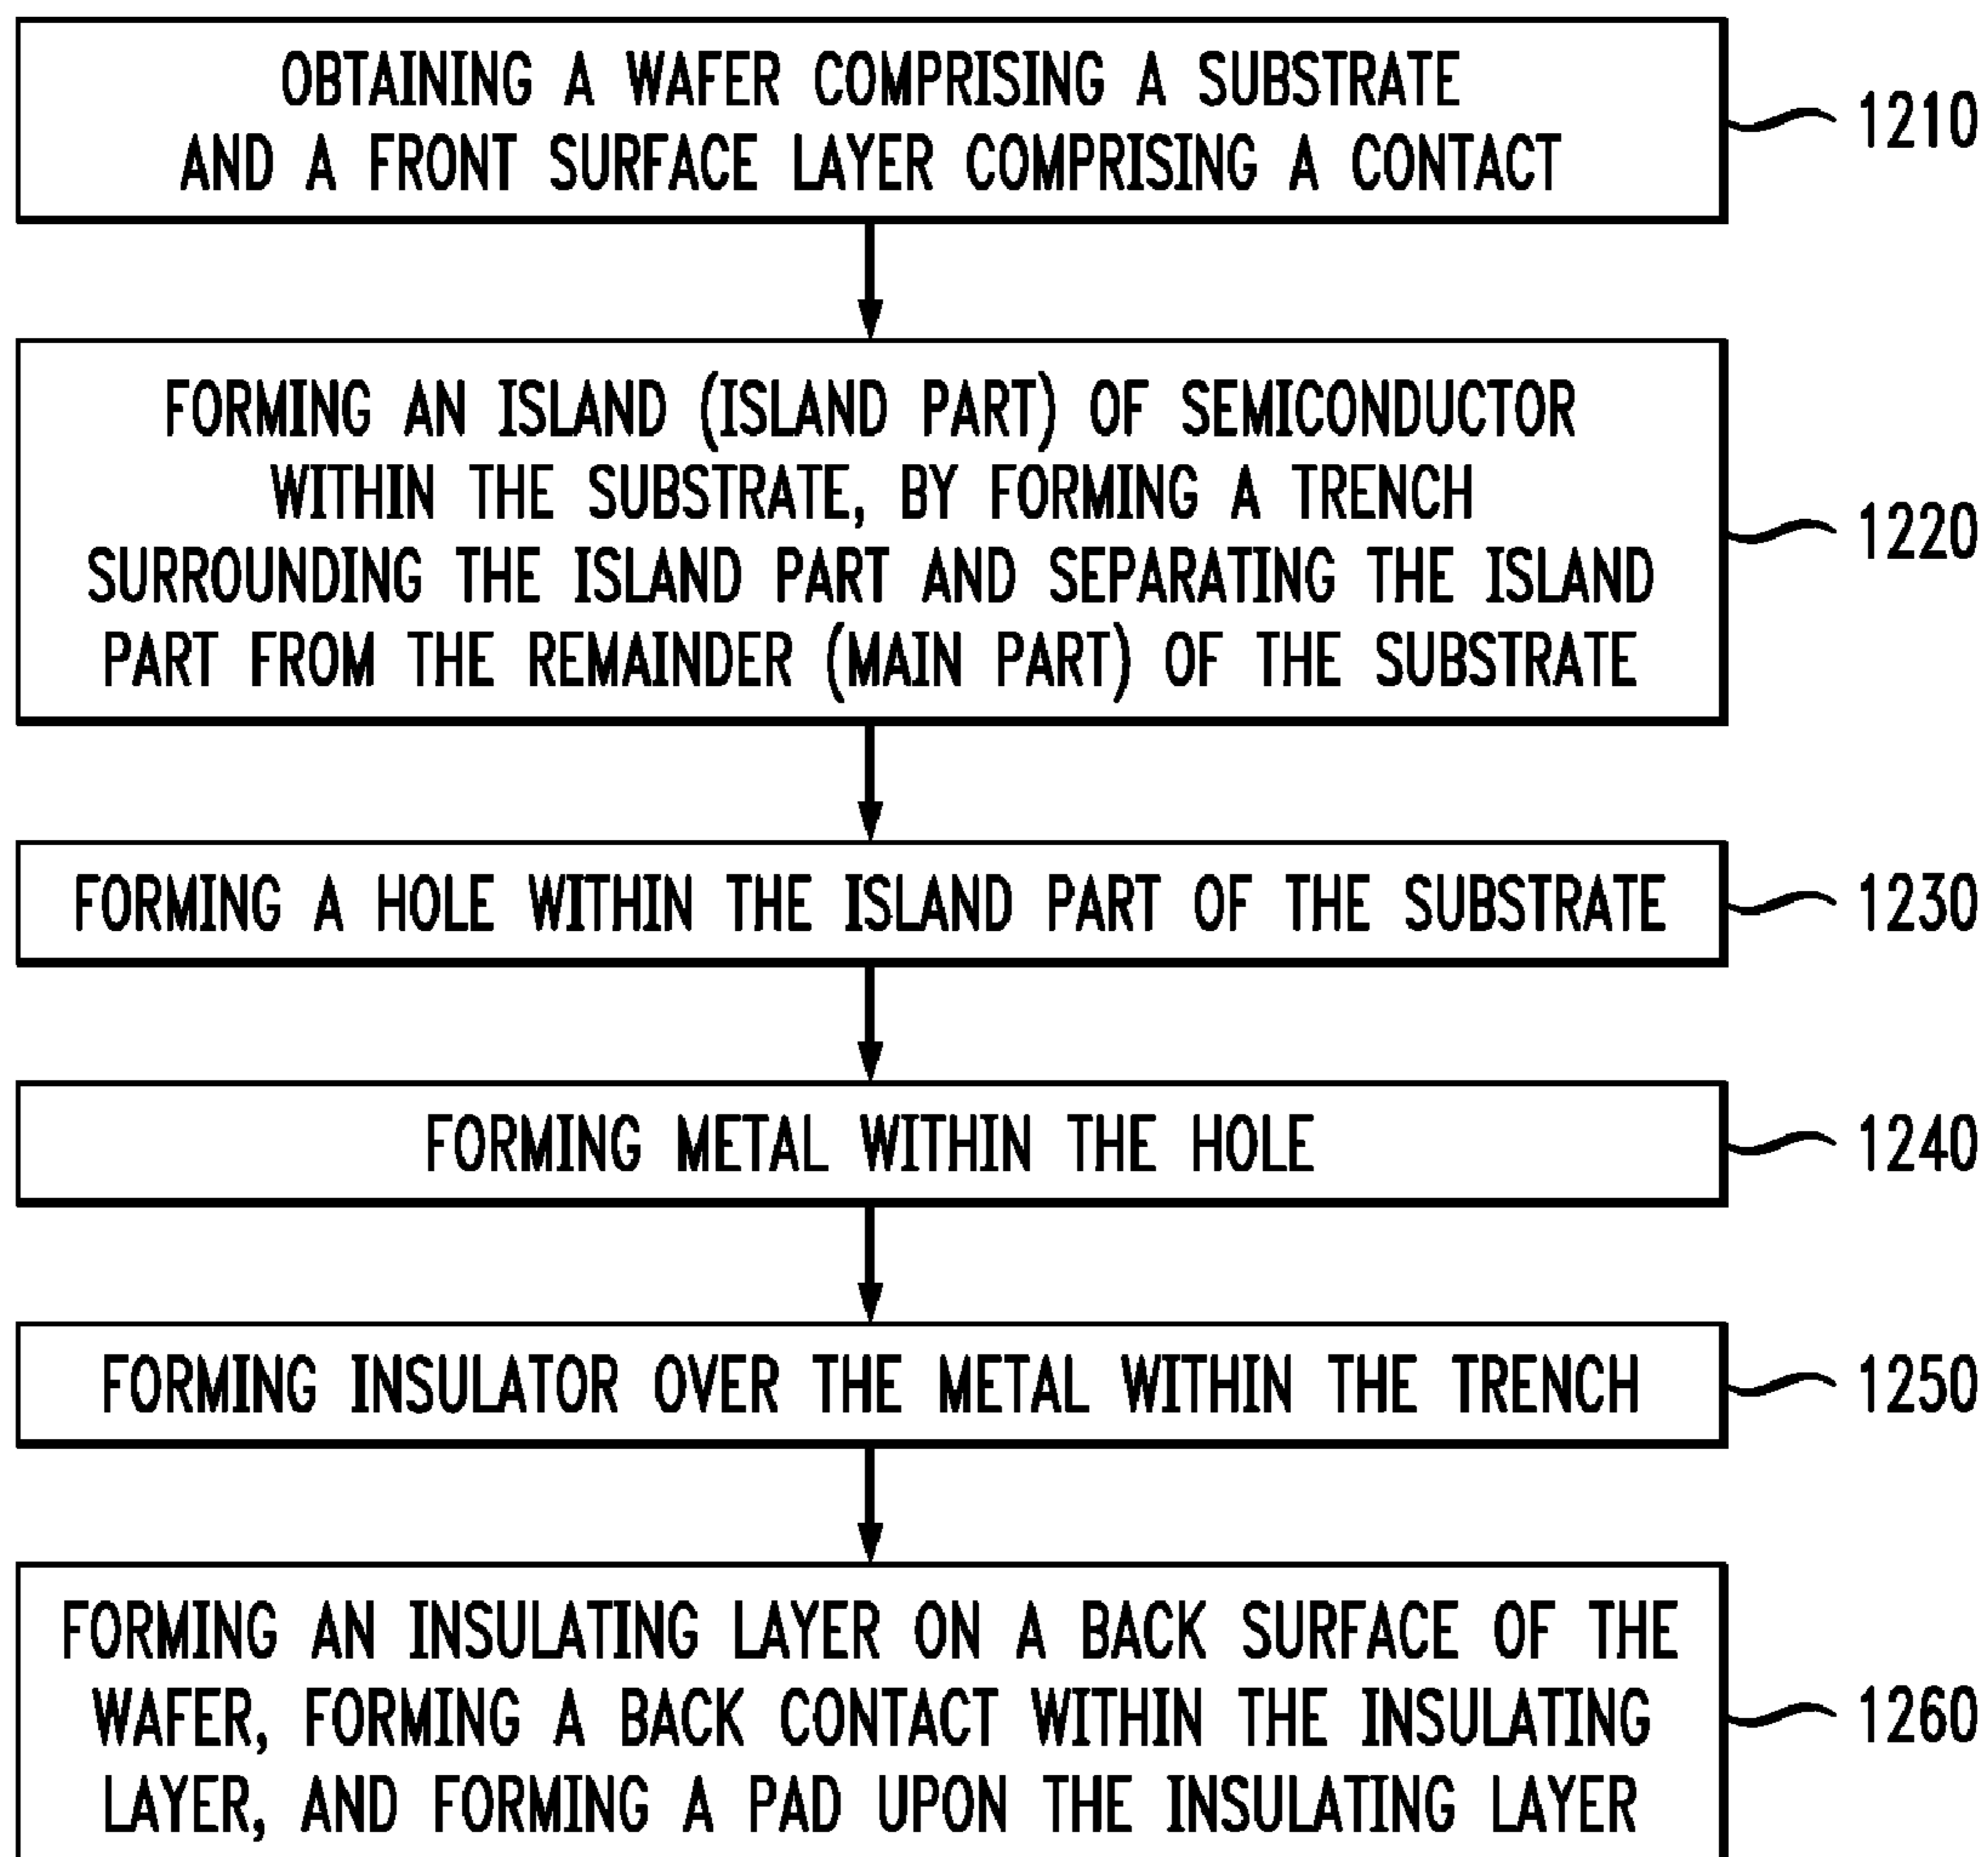 OBTAINING A WAFER COMPRISING A SUBSTRATE
AND A FRONT SURFACE LAYER COMPRISING A CONTACT
1210
FORMING AN ISLAND (ISLAND PART) OF SEMICONDUCTOR
WITHIN THE SUBSTRATE, BY FORMING A TRENCH
SURROUNDING THE ISLAND PART AND SEPARATING THE ISLAND
PART FROM THE REMAINDER (MAIN PART) OF THE SUBSTRATE
1220
FORMING A HOLE WITHIN THE ISLAND PART OF THE SUBSTRATE
1230
FORMING METAL WITHIN THE HOLE
1240
FORMING INSULATOR OVER THE METAL WITHIN THE TRENCH
1250
FORMING AN INSULATING LAYER ON A BACK SURFACE OF THE
WAFER, FORMING A BACK CONTACT WITHIN THE INSULATING
LAYER, AND FORMING A PAD UPON THE INSULATING LAYER
1260